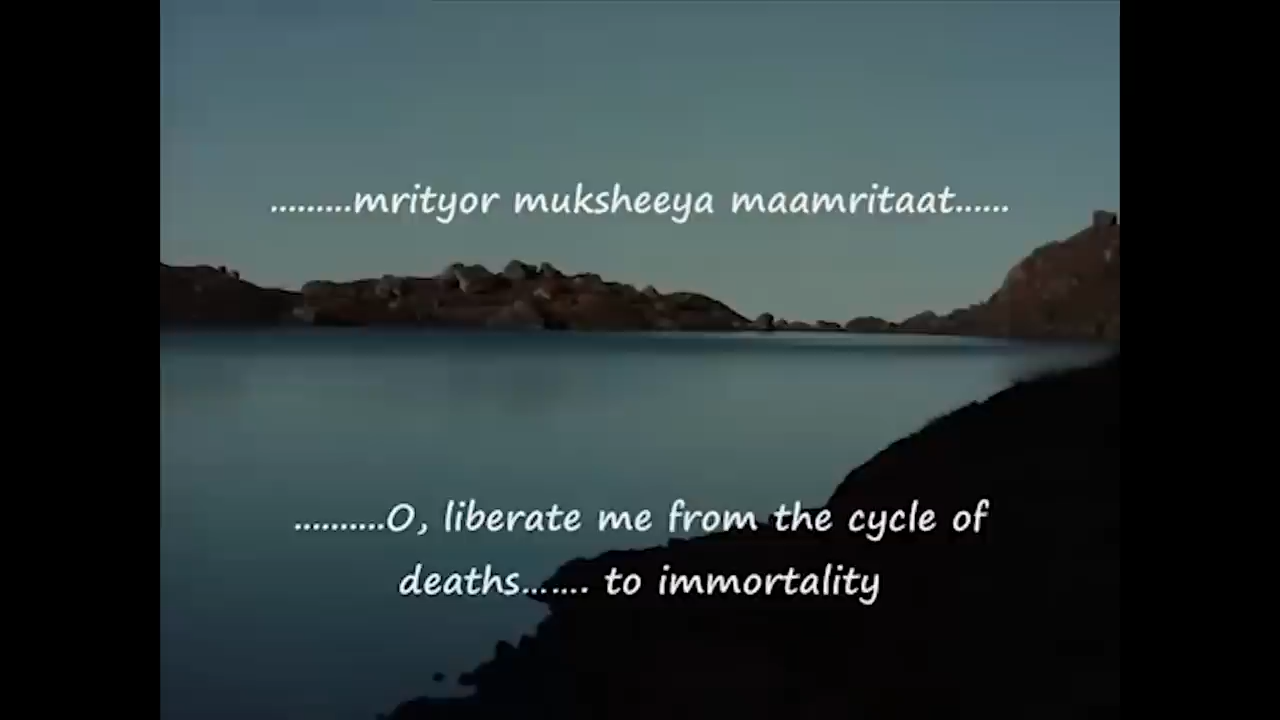 .........mrityor muksheeya maamritaat......
..........O, liberate me from the cycle of
deaths....... to immortality